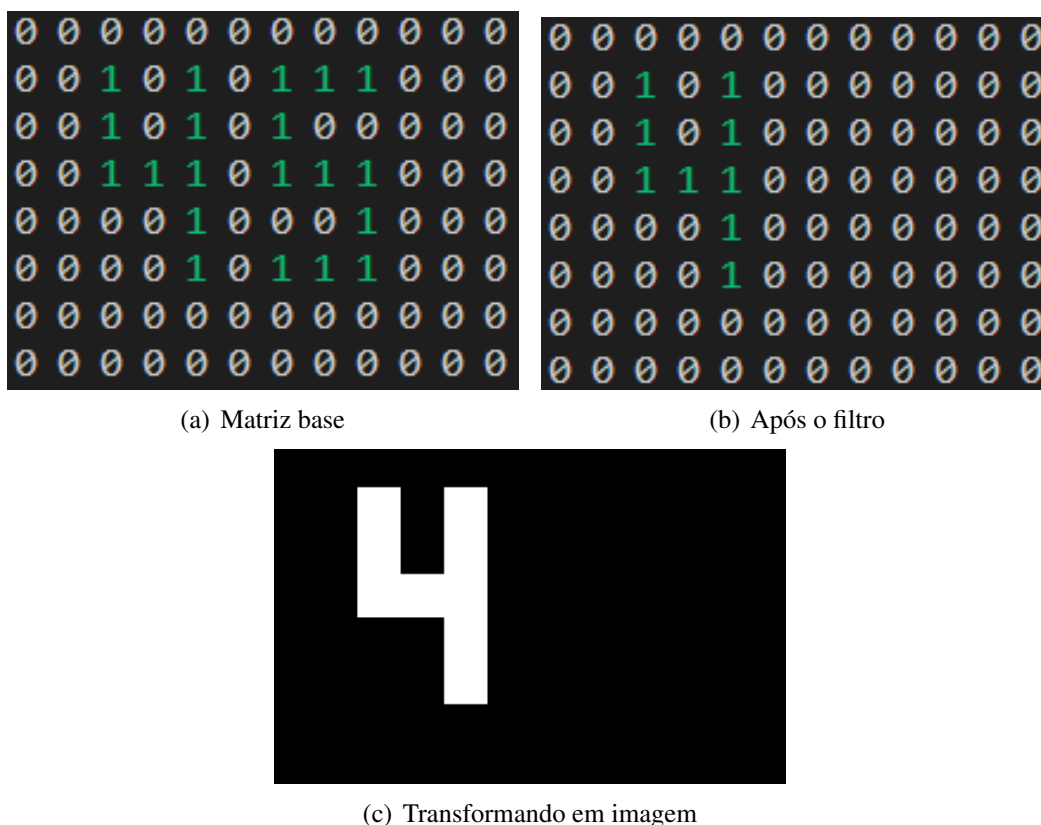 0 0 0 0 0 0 0 0 0 0 0 0
0 0 1 0 1 0 1 1 1 0 0 0
0 0 1 0 1 0 1 0 0 0 0 0
0 0 1 1 1 0 1 1 1 0 0 0
0 0 0 0 1 0 0 0 1 0 0 0
0 0 0 0 1 0 1 1 1 0 0 0
0 0 0 0 0 0 0 0 0 0 0 0
0 0 0 0 0 0 0 0 0 0 0 0
(a) Matriz base
0 0 0 0 0 0 0 0 0 0 0 0
0 0 1 0 1 0 0 0 0 0 0 0
0 0 1 0 1 0 0 0 0 0 0 0
0 0 1 1 1 0 0 0 0 0 0 0
0 0 0 0 1 0 0 0 0 0 0 0
0 0 0 0 1 0 0 0 0 0 0 0
0 0 0 0 0 0 0 0 0 0 0 0
0 0 0 0 0 0 0 0 0 0 0 0
(b) Após o filtro
4
(c) Transformando em imagem